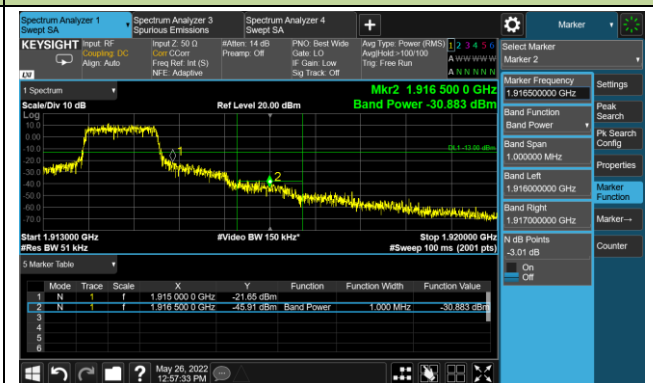 Spectrum Analyzer 1
Swept SA
Spectrum Analyzer 3
Spurious Emissions
Spectrum Analyzer 4
Swept SA
+
Marker
KEYSIGHT
Input: RF
Coupling: DC
Align: Auto
Input Z: 50 Ω
Corr CCorr
Freq Ref: Int (S)
NFE: Adaptive
#Atten: 14 dB
Preamp: Off
PNO: Best Wide
Gate: LO
IF Gain: Low
Sig Track: Off
Avg Type: Power (RMS)
Avg|Hold:>100/100
Trig: Free Run
1 2 3 4 5 6
A W W W W W
A N N N N N
LXI
Select Marker
Marker 2
1 Spectrum
Mkr2 1.916 500 0 GHz
Scale/Div 10 dB
Ref Level 20.00 dBm
Band Power -30.883 dBm
Log
10.0
0.00
-10.0
-20.0
-30.0
-40.0
-50.0
-60.0
-70.0
DL1 -13.00 dBm
1
2
Start 1.913000 GHz
#Video BW 150 kHz*
Stop 1.920000 GHz
#Res BW 51 kHz
#Sweep 100 ms (2001 pts)
Marker Frequency
1.916500000 GHz
Band Function
Band Power
Band Span
1.000000 MHz
Band Left
1.916000000 GHz
Band Right
1.917000000 GHz
N dB Points
-3.01 dB
On
Off
Settings
Peak
Search
Pk Search
Config
Properties
Marker
Function
Marker→
Counter
5 Marker Table
Mode Trace Scale X Y Function Function Width Function Value
1 N 1 f 1.915 000 0 GHz -21.65 dBm
2 N 1 f 1.916 500 0 GHz -45.91 dBm Band Power 1.000 MHz -30.883 dBm
3
4
5
6
?
May 26, 2022
12:57:33 PM